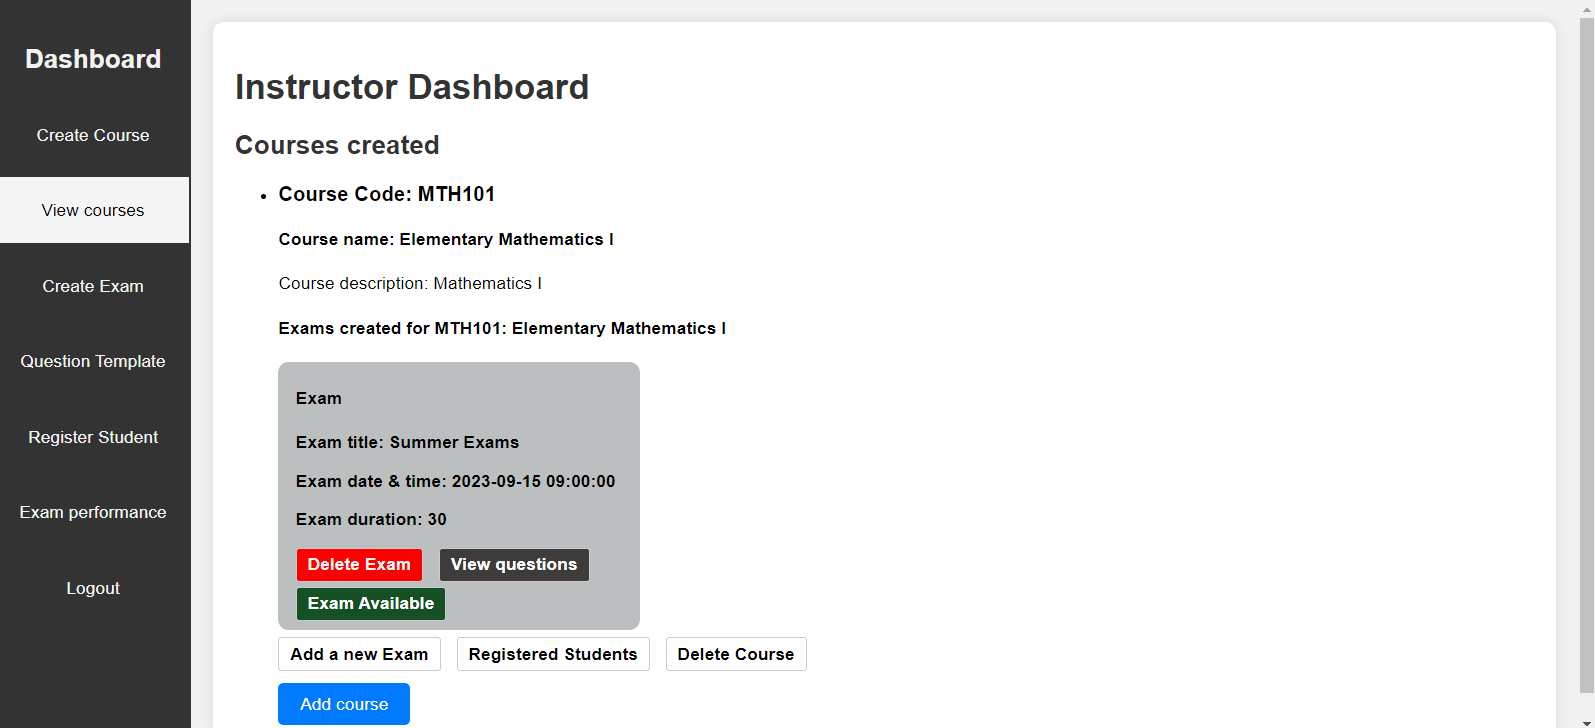 Dashboard
Create Course
View courses
Create Exam
Question Template
Register Student
Exam performance
Logout
Instructor Dashboard
Courses created
Course Code: MTH101
Course name: Elementary Mathematics I
Course description: Mathematics I
Exams created for MTH101: Elementary Mathematics I
Exam
Exam title: Summer Exams
Exam date & time: 2023-09-15 09:00:00
Exam duration: 30
Delete Exam View questions
Exam Available
Add a new Exam Registered Students Delete Course
Add course